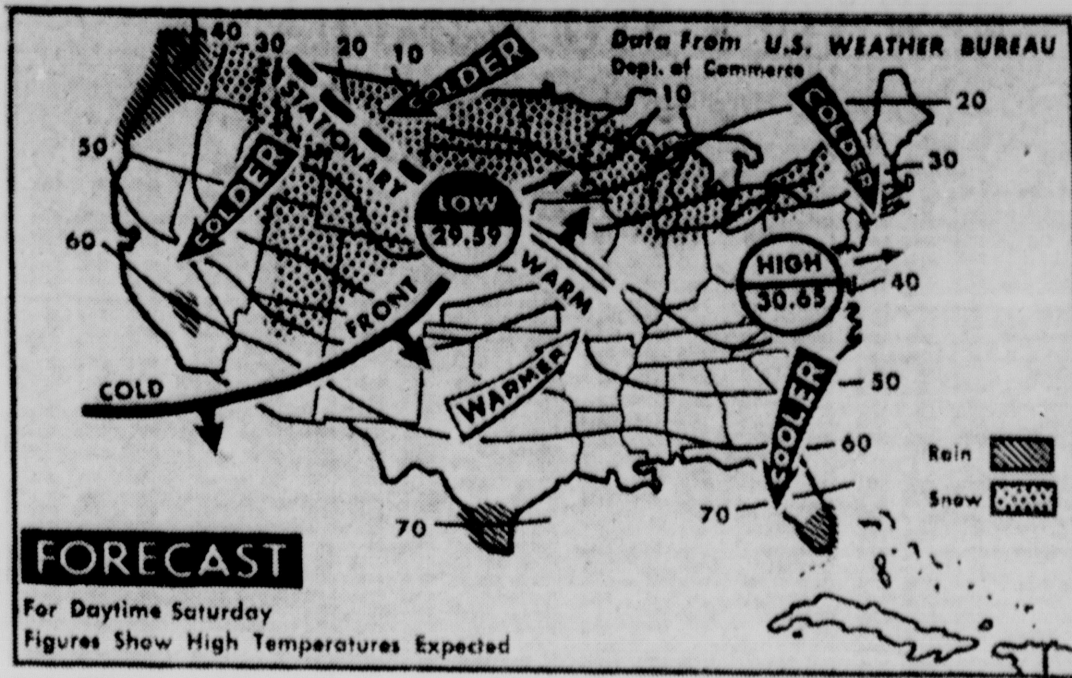 40 30 20 10
Data From U.S. WEATHER BUREAU
Dept. of Commerce
COLDER
10
COLDER
20
STATIONARY
50
COLDER
30
LOW
29.59
60
WARM
HIGH
30.65
40
FRONT
COLD
WARMER
COOLER
50
60
Rain
Snow
70
70
FORECAST
For Daytime Saturday
Figures Show High Temperatures Expected